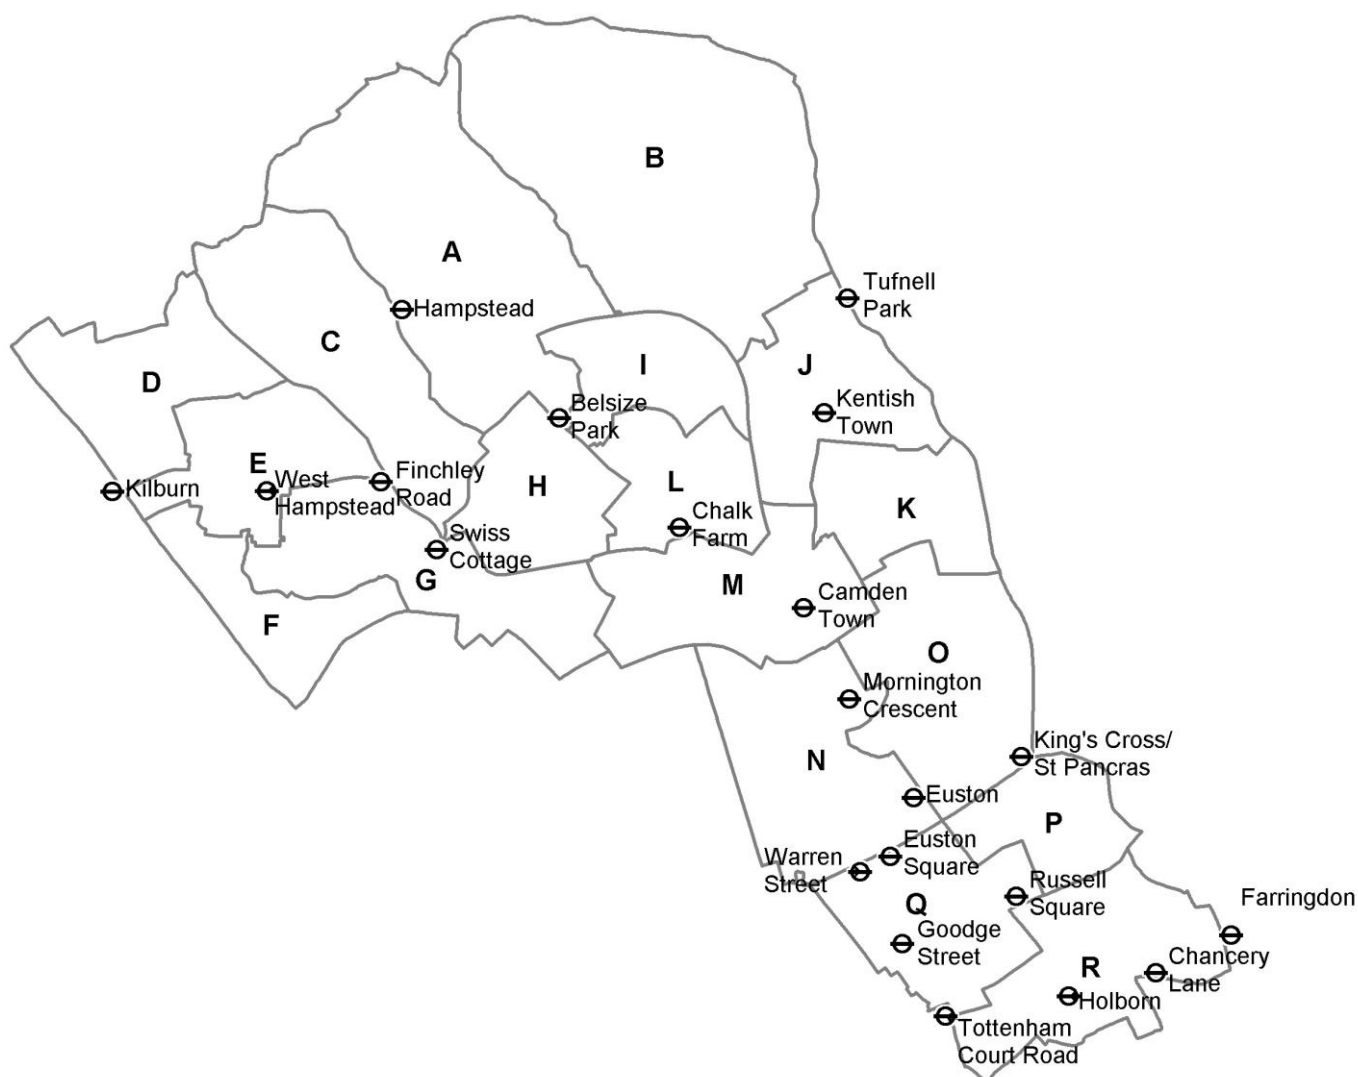 B
A
Tufnell
Park
Hampstead
C
I
J
D
Kentish
Town
Belsize
Park
E
West
Hampstead
Finchley
Road
Kilburn
H
L
K
Chalk
Farm
Swiss
Cottage
G
M
Camden
Town
F
O
Mornington
Crescent
King's Cross/
St Pancras
N
Euston
P
Euston
Square
Warren
Street
Russell
Square
Q
Farringdon
Goodge
Street
R
Chancery
Lane
Holborn
Tottenham
Court Road